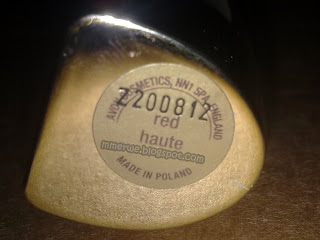 AVON COSMETICS, NN1 5PA, ENGLAND
Z200812
red
haute
mmerue.blogspot.com
MADE IN POLAND